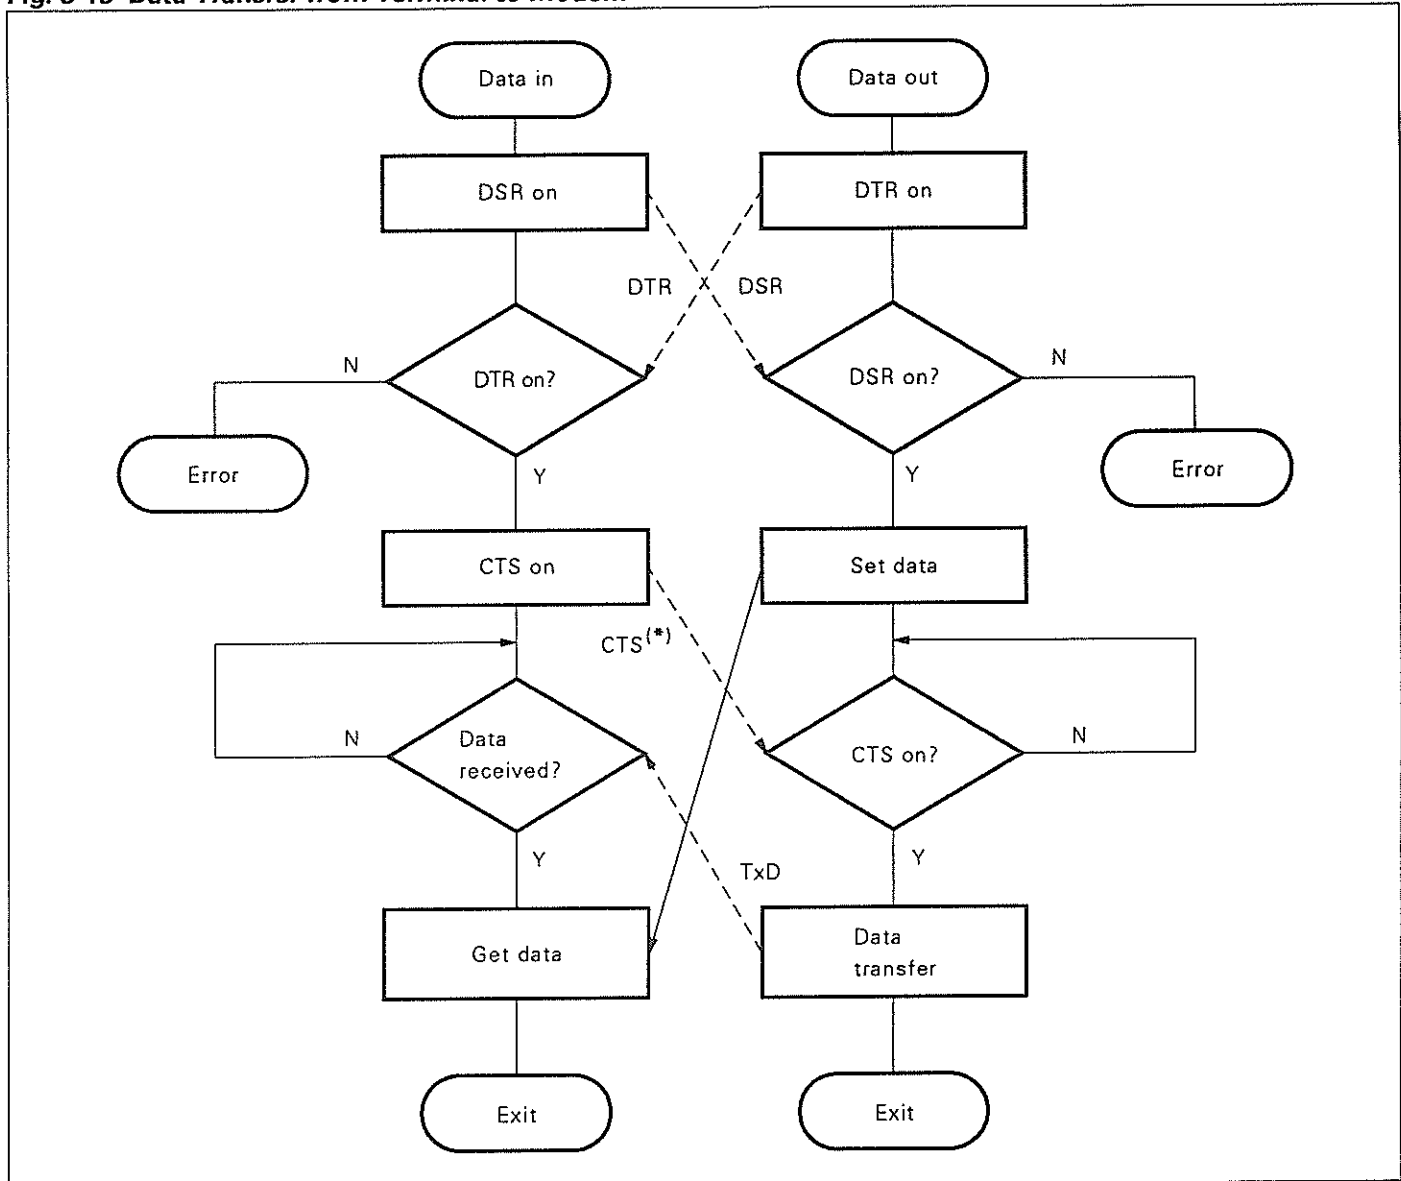 Data in
Data out
DSR on
DTR on
DTR
DSR
N
DTR on?
DSR on?
N
Error
Y
Y
Error
CTS on
Set data
CTS(*)
N
Data
received?
CTS on?
N
Y
Y
TxD
Get data
Data
transfer
Exit
Exit